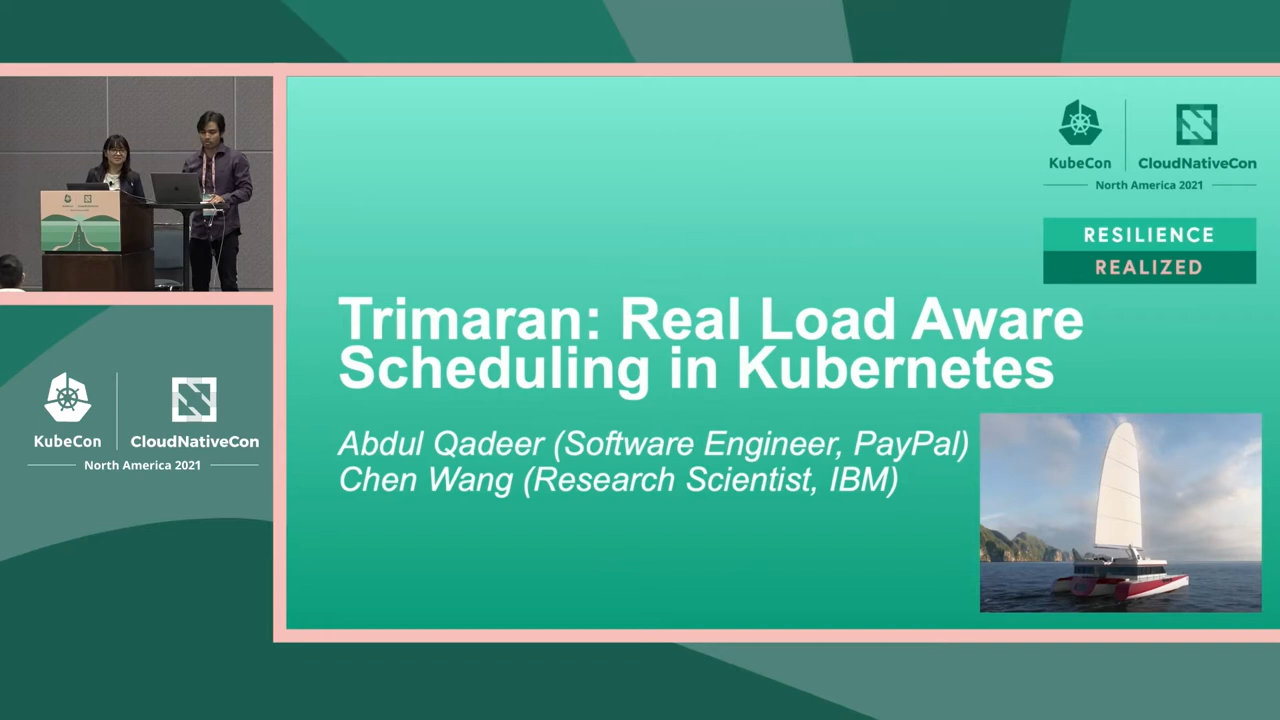 KubeCon
CloudNativeCon
North America 2021
RESILIENCE
REALIZED
Trimaran: Real Load Aware
Scheduling in Kubernetes
Abdul Qadeer (Software Engineer, PayPal)
Chen Wang (Research Scientist, IBM)
KubeCon
CloudNativeCon
North America 2021